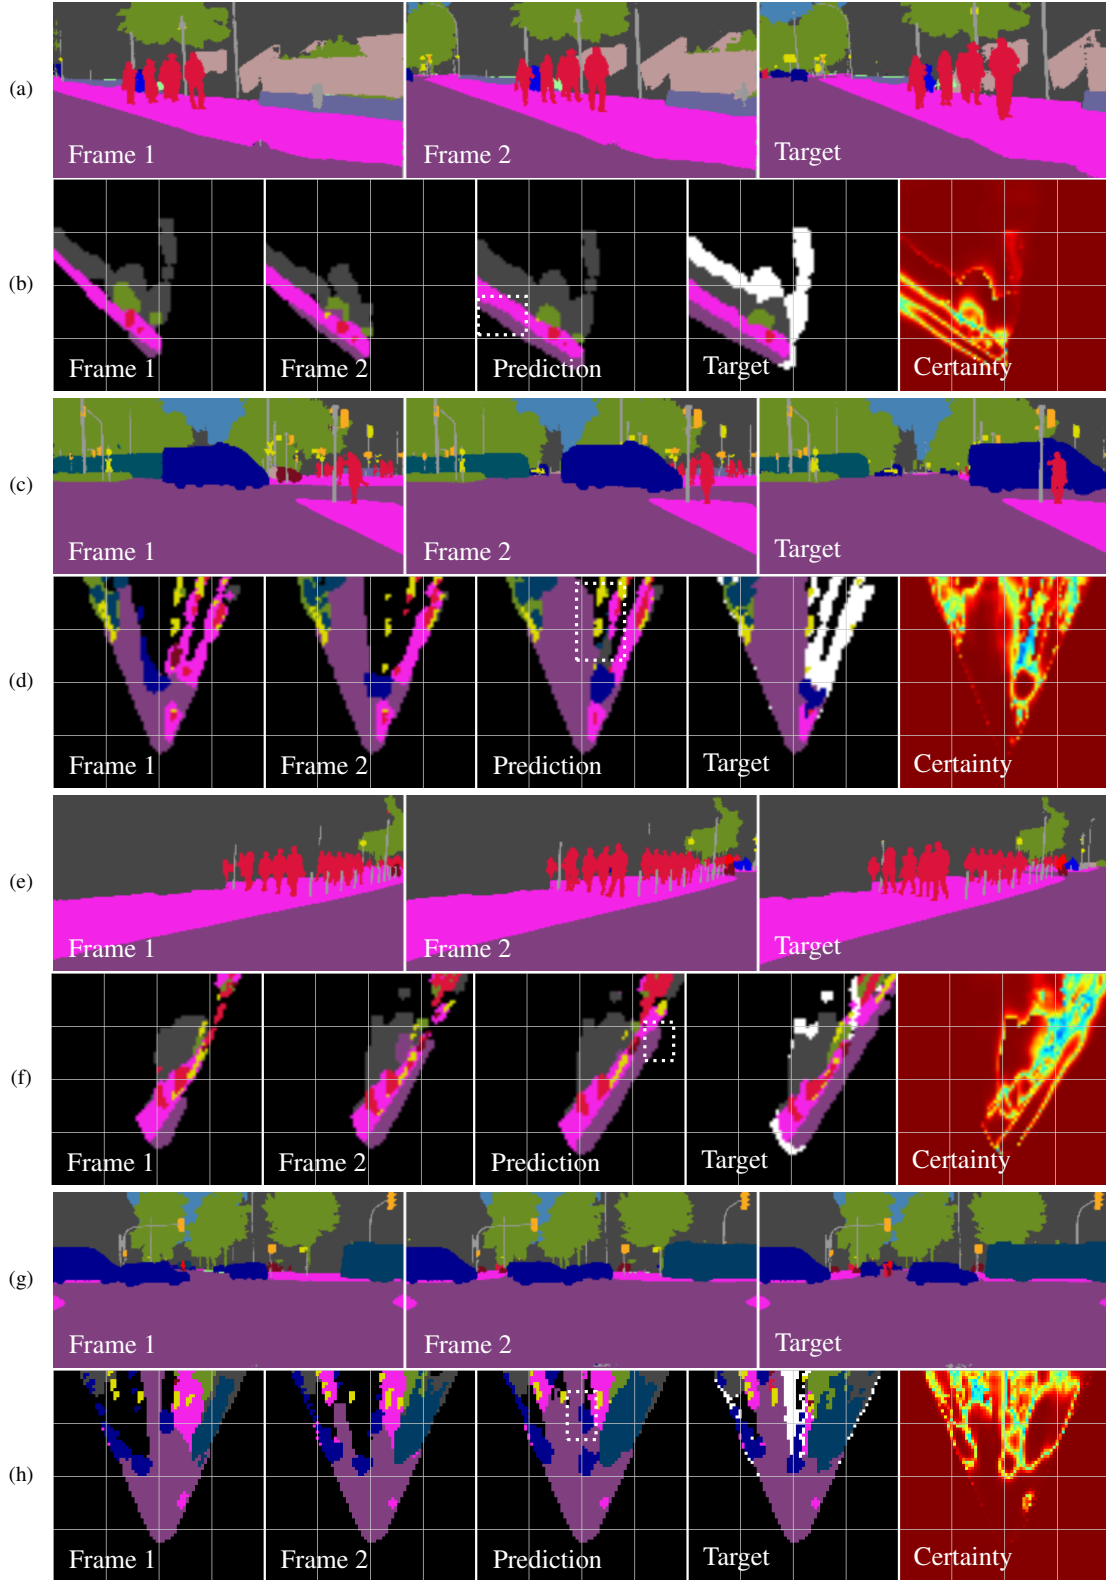 (a)
Frame 1
Frame 2
Target
(b)
Frame 1
Frame 2
Prediction
Target
Certainty
(c)
Frame 1
Frame 2
Target
(d)
Frame 1
Frame 2
Prediction
Target
Certainty
(e)
Frame 1
Frame 2
Target
(f)
Frame 1
Frame 2
Prediction
Target
Certainty
(g)
Frame 1
Frame 2
Target
(h)
Frame 1
Frame 2
Prediction
Target
Certainty